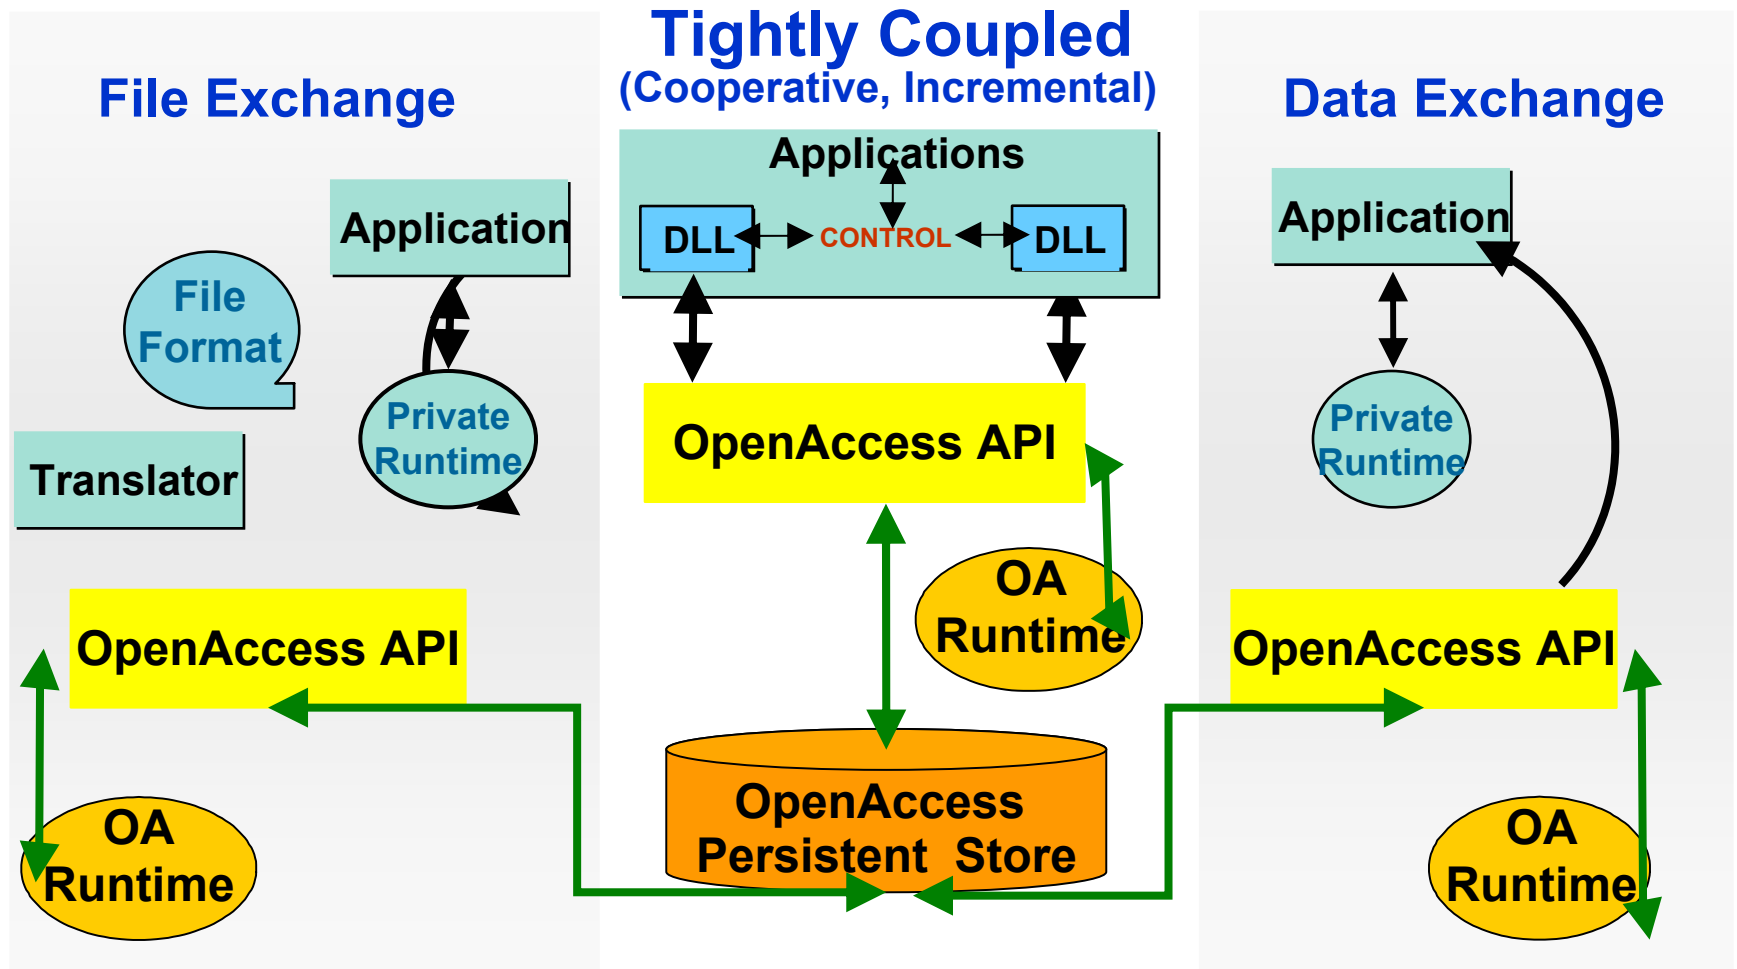 File Exchange
Application
File
Format
Private
Runtime
Translator
OpenAccess API
OA
Runtime
Tightly Coupled
(Cooperative, Incremental)
Applications
DLL
CONTROL
DLL
OpenAccess API
OA
Runtime
OpenAccess
Persistent Store
Data Exchange
Application
Private
Runtime
OpenAccess API
OA
Runtime